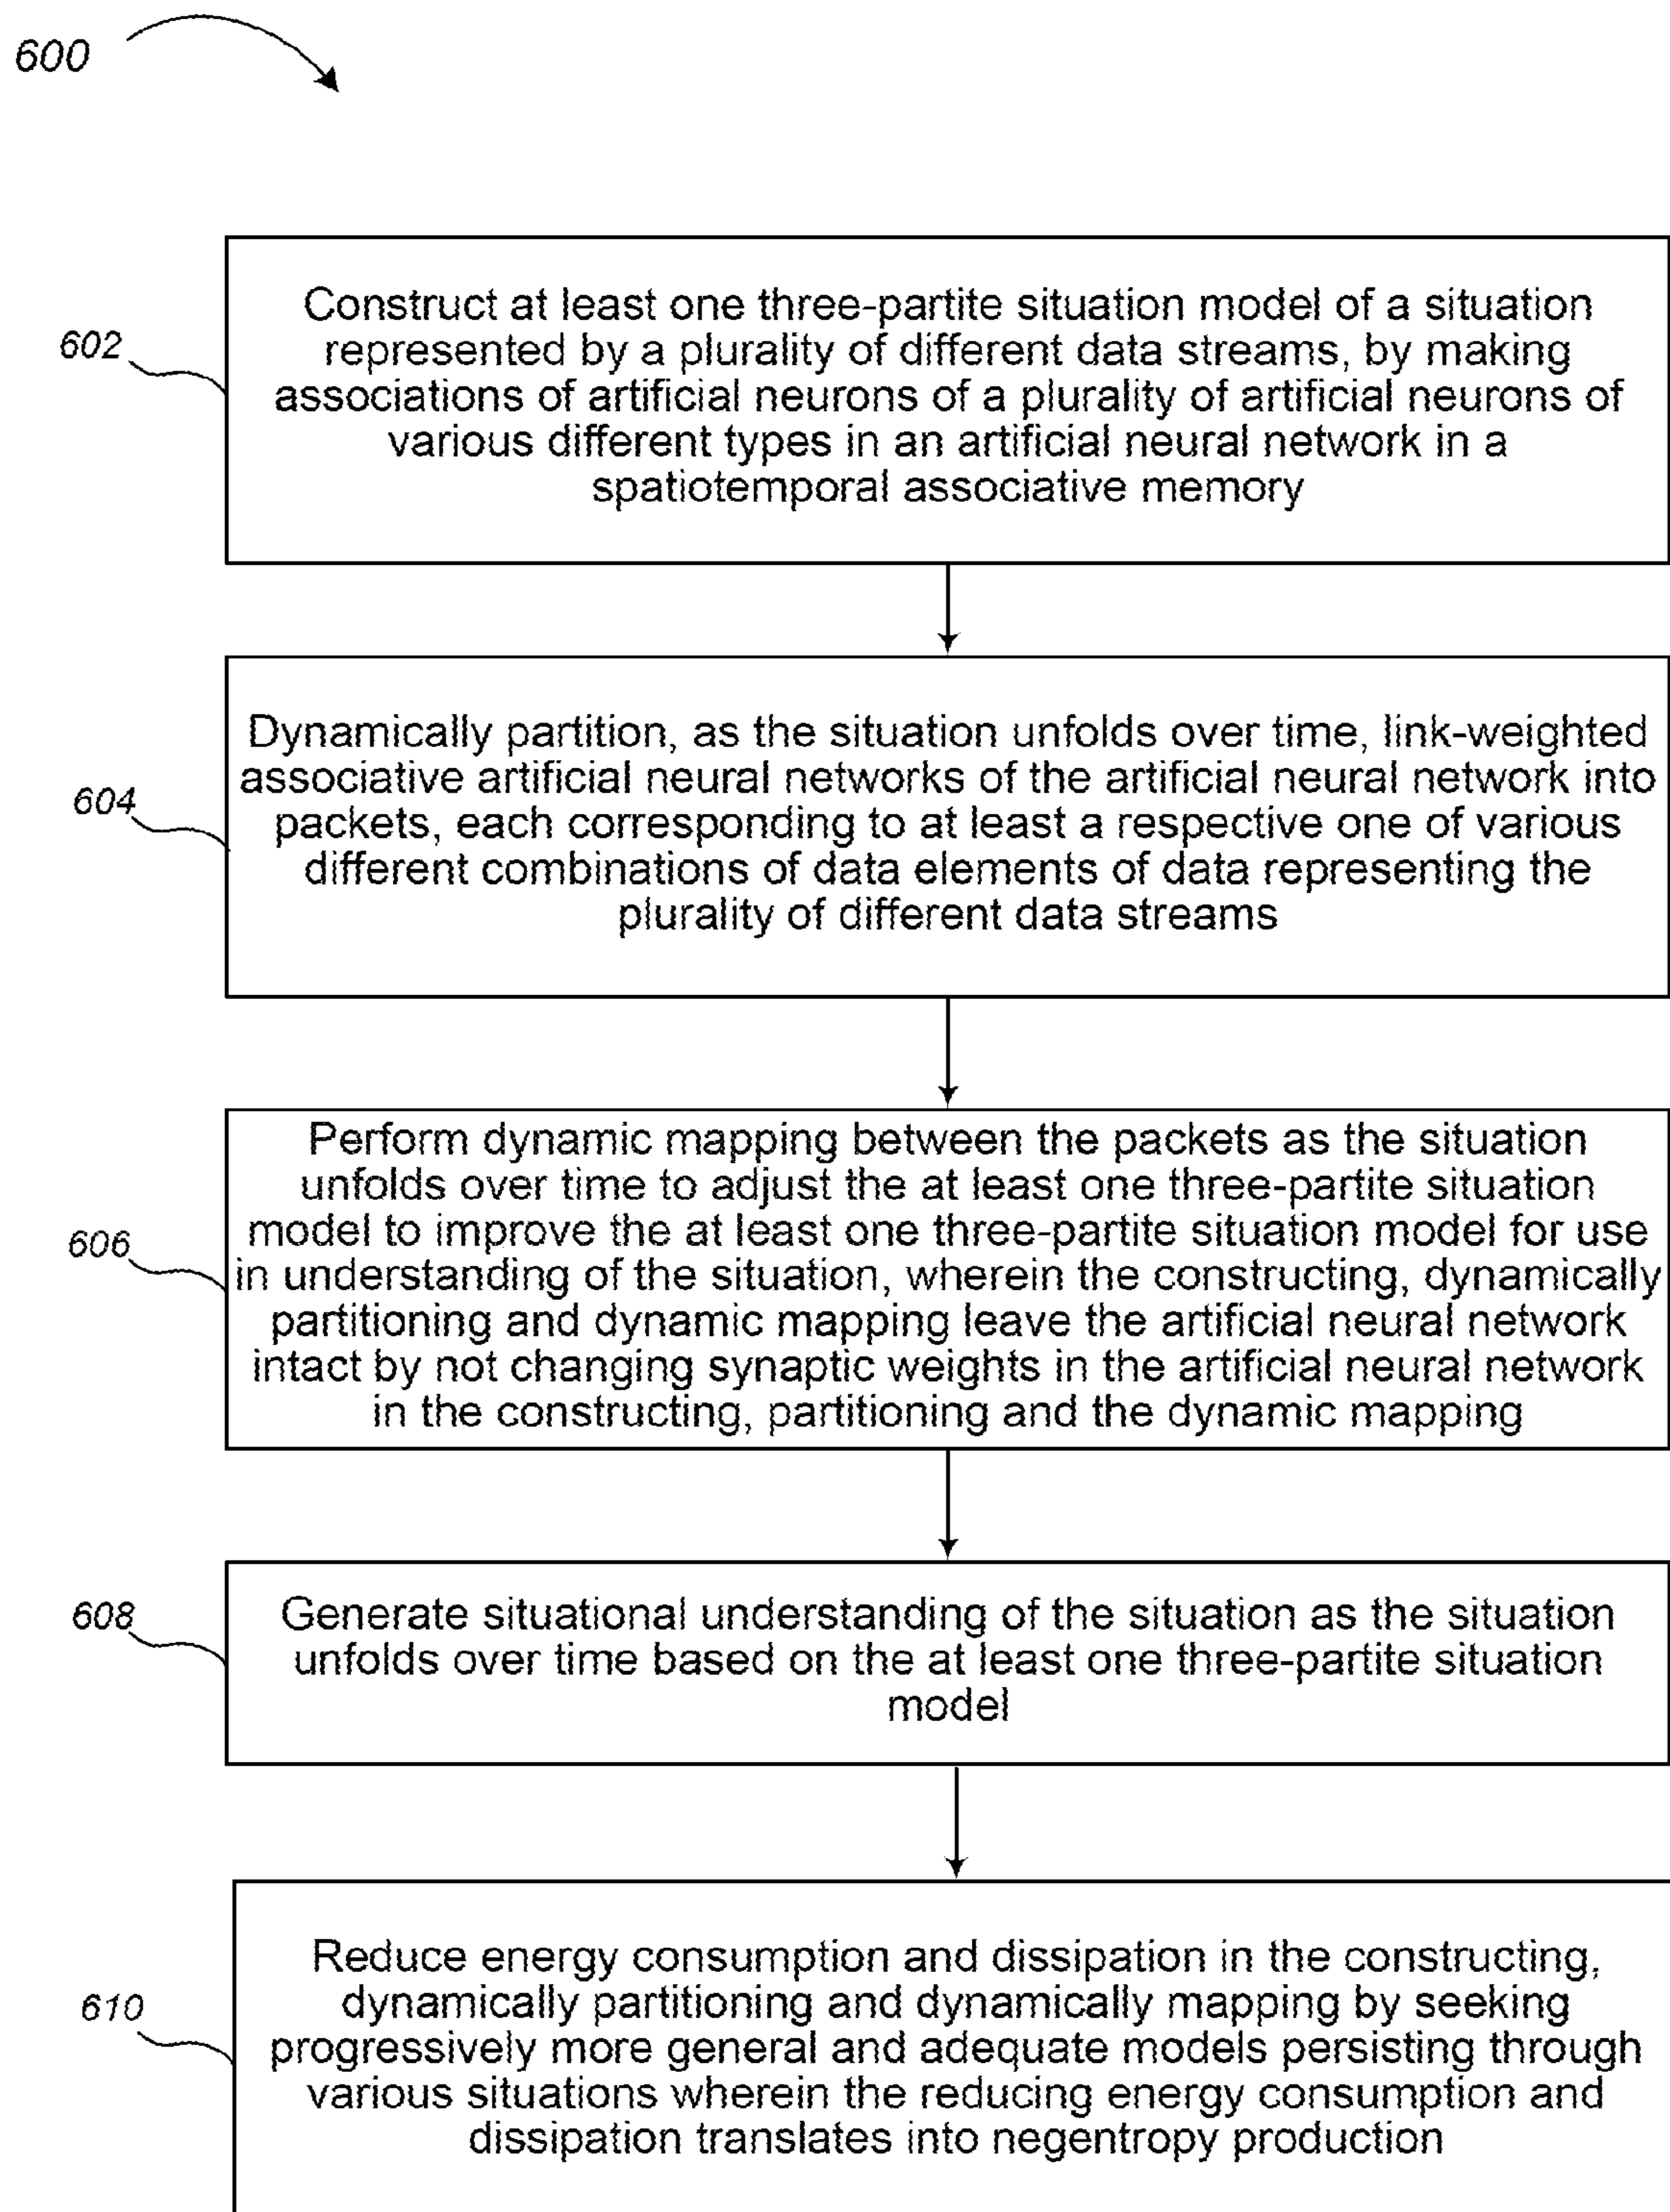 600
602
Construct at least one three-partite situation model of a situation
represented by a plurality of different data streams, by making
associations of artificial neurons of a plurality of artificial neurons of
various different types in an artificial neural network in a
spatiotemporal associative memory
604
Dynamically partition, as the situation unfolds over time, link-weighted
associative artificial neural networks of the artificial neural network into
packets, each corresponding to at least a respective one of various
different combinations of data elements of data representing the
plurality of different data streams
606
Perform dynamic mapping between the packets as the situation
unfolds over time to adjust the at least one three-partite situation
model to improve the at least one three-partite situation model for use
in understanding of the situation, wherein the constructing, dynamically
partitioning and dynamic mapping leave the artificial neural network
intact by not changing synaptic weights in the artificial neural network
in the constructing, partitioning and the dynamic mapping
608
Generate situational understanding of the situation as the situation
unfolds over time based on the at least one three-partite situation
model
610
Reduce energy consumption and dissipation in the constructing,
dynamically partitioning and dynamically mapping by seeking
progressively more general and adequate models persisting through
various situations wherein the reducing energy consumption and
dissipation translates into negentropy production